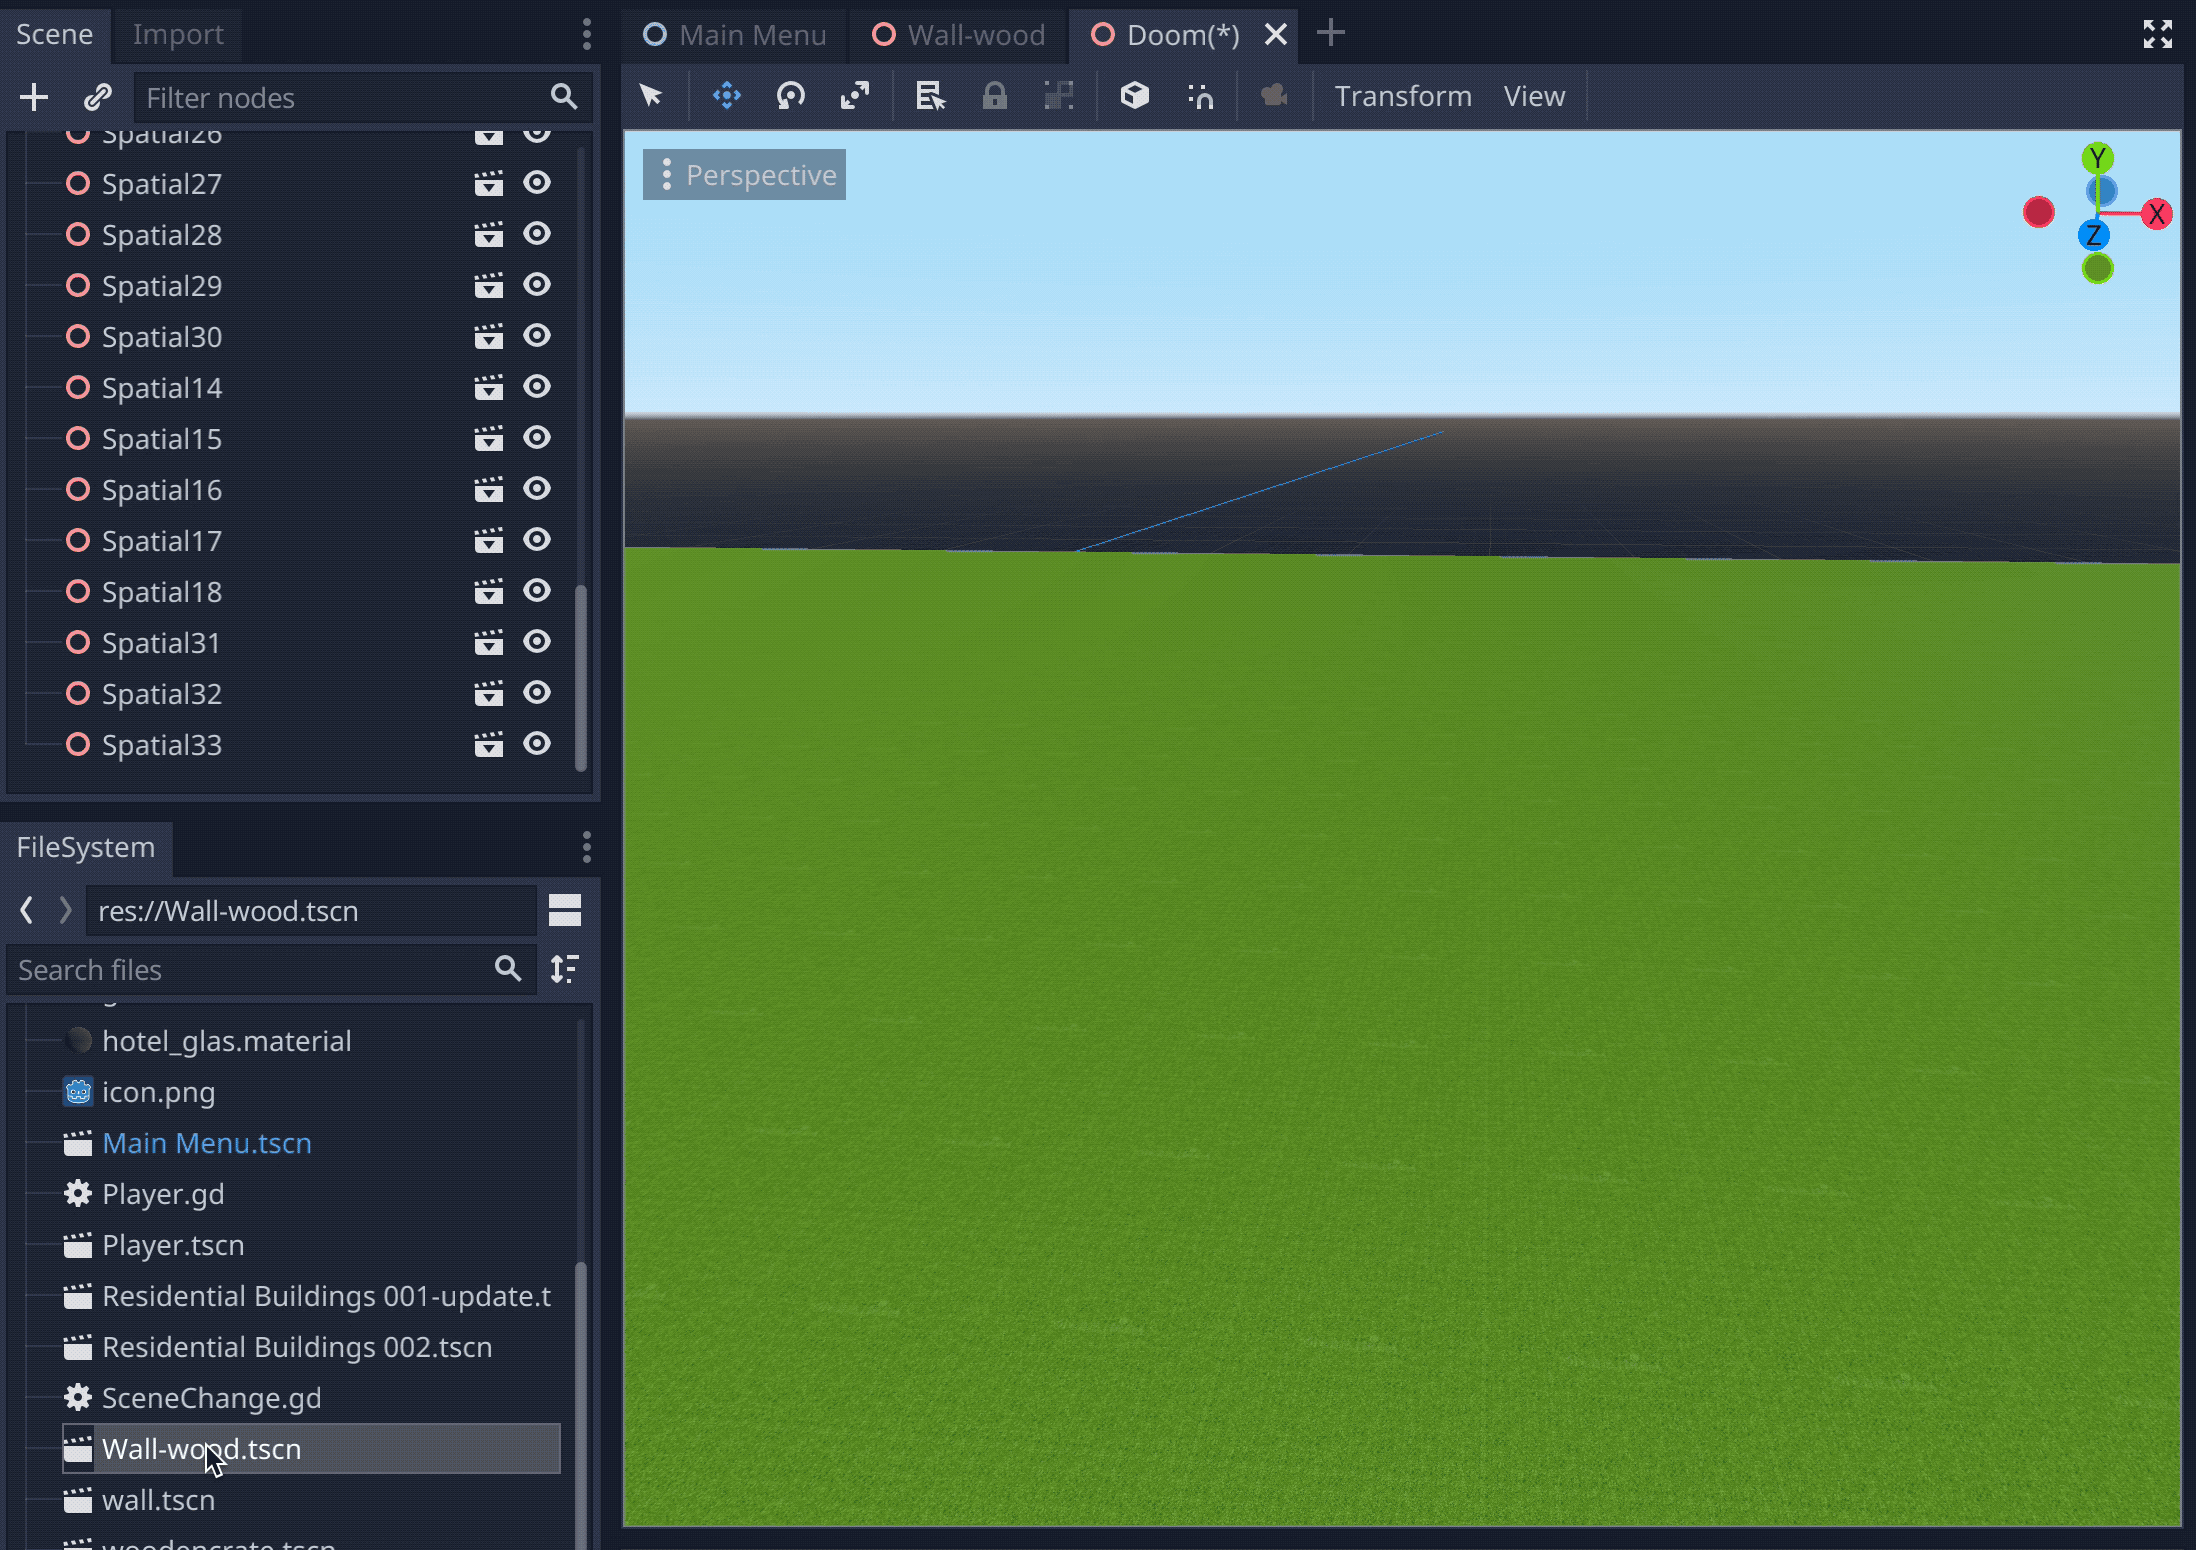 Scene
Import
Filter nodes
Spatial26
Spatial27
Spatial28
Spatial29
Spatial30
Spatial14
Spatial15
Spatial16
Spatial17
Spatial18
Spatial31
Spatial32
Spatial33
FileSystem
res://Wall-wood.tscn
Search files
hotel_glas.material
icon.png
Main Menu.tscn
Player.gd
Player.tscn
Residential Buildings 001-update.t
Residential Buildings 002.tscn
SceneChange.gd
Wall-wood.tscn
wall.tscn
woodencrate.tscn
Main Menu
Wall-wood
Doom(*)
Transform
View
Perspective
Y
X
Z